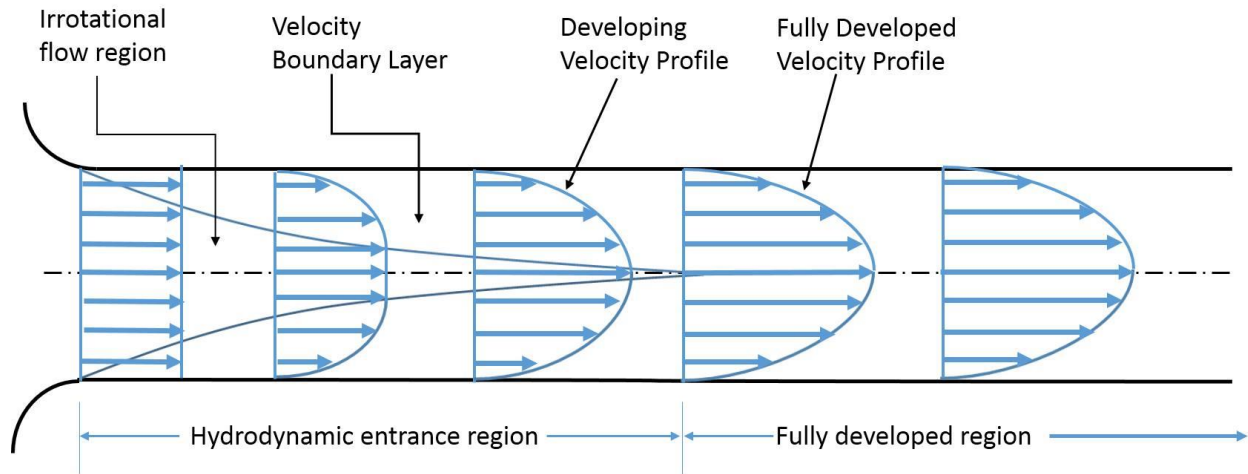 Irrotational
flow region
Velocity
Boundary Layer
Developing
Velocity Profile
Fully Developed
Velocity Profile
Hydrodynamic entrance region
Fully developed region